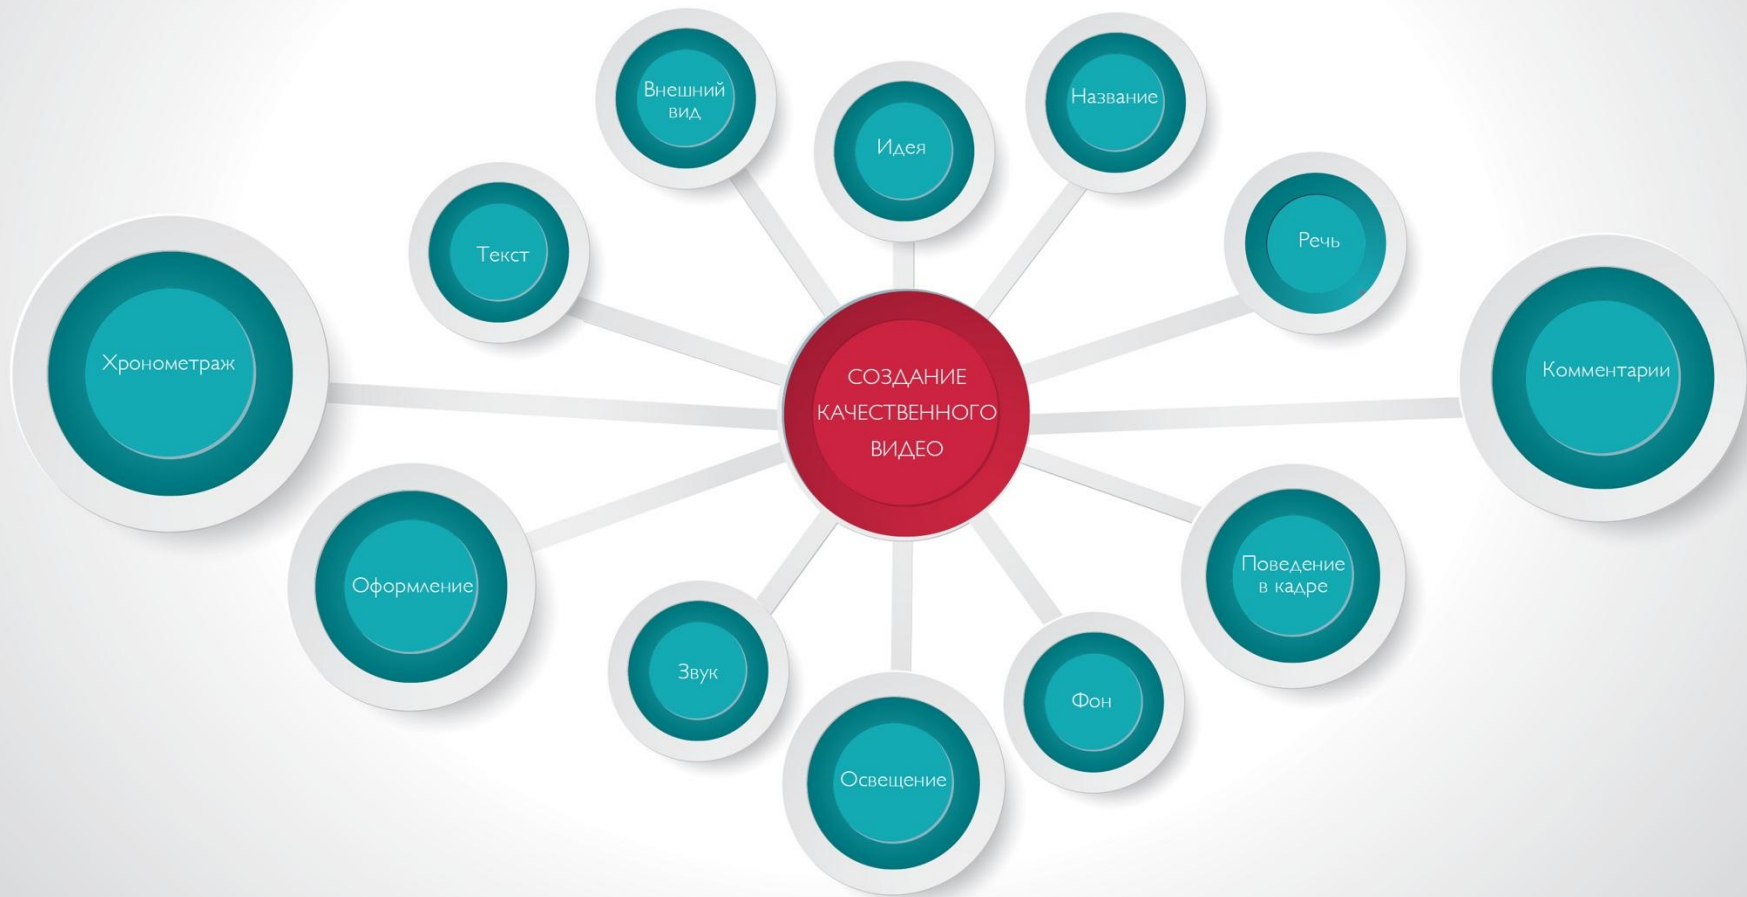 Внешний
вид
Идея
Название
Текст
Речь
Хронометраж
СОЗДАНИЕ
КАЧЕСТВЕННОГО
ВИДЕО
Комментарии
Оформление
Поведение
в кадре
Звук
Фон
Освещение